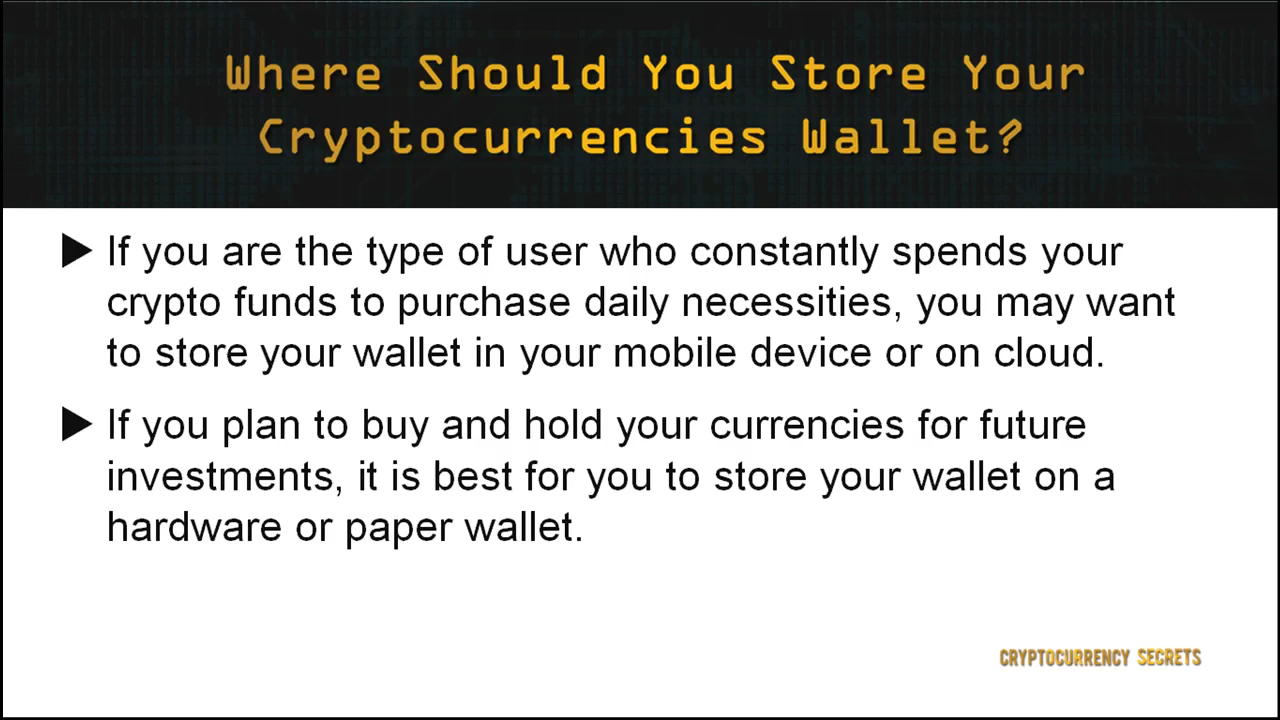 Where Should You Store Your
Cryptocurrencies Wallet?
If you are the type of user who constantly spends your
crypto funds to purchase daily necessities, you may want
to store your wallet in your mobile device or on cloud.
If you plan to buy and hold your currencies for future
investments, it is best for you to store your wallet on a
hardware or paper wallet.
CRYPTOCURRENCY SECRETS